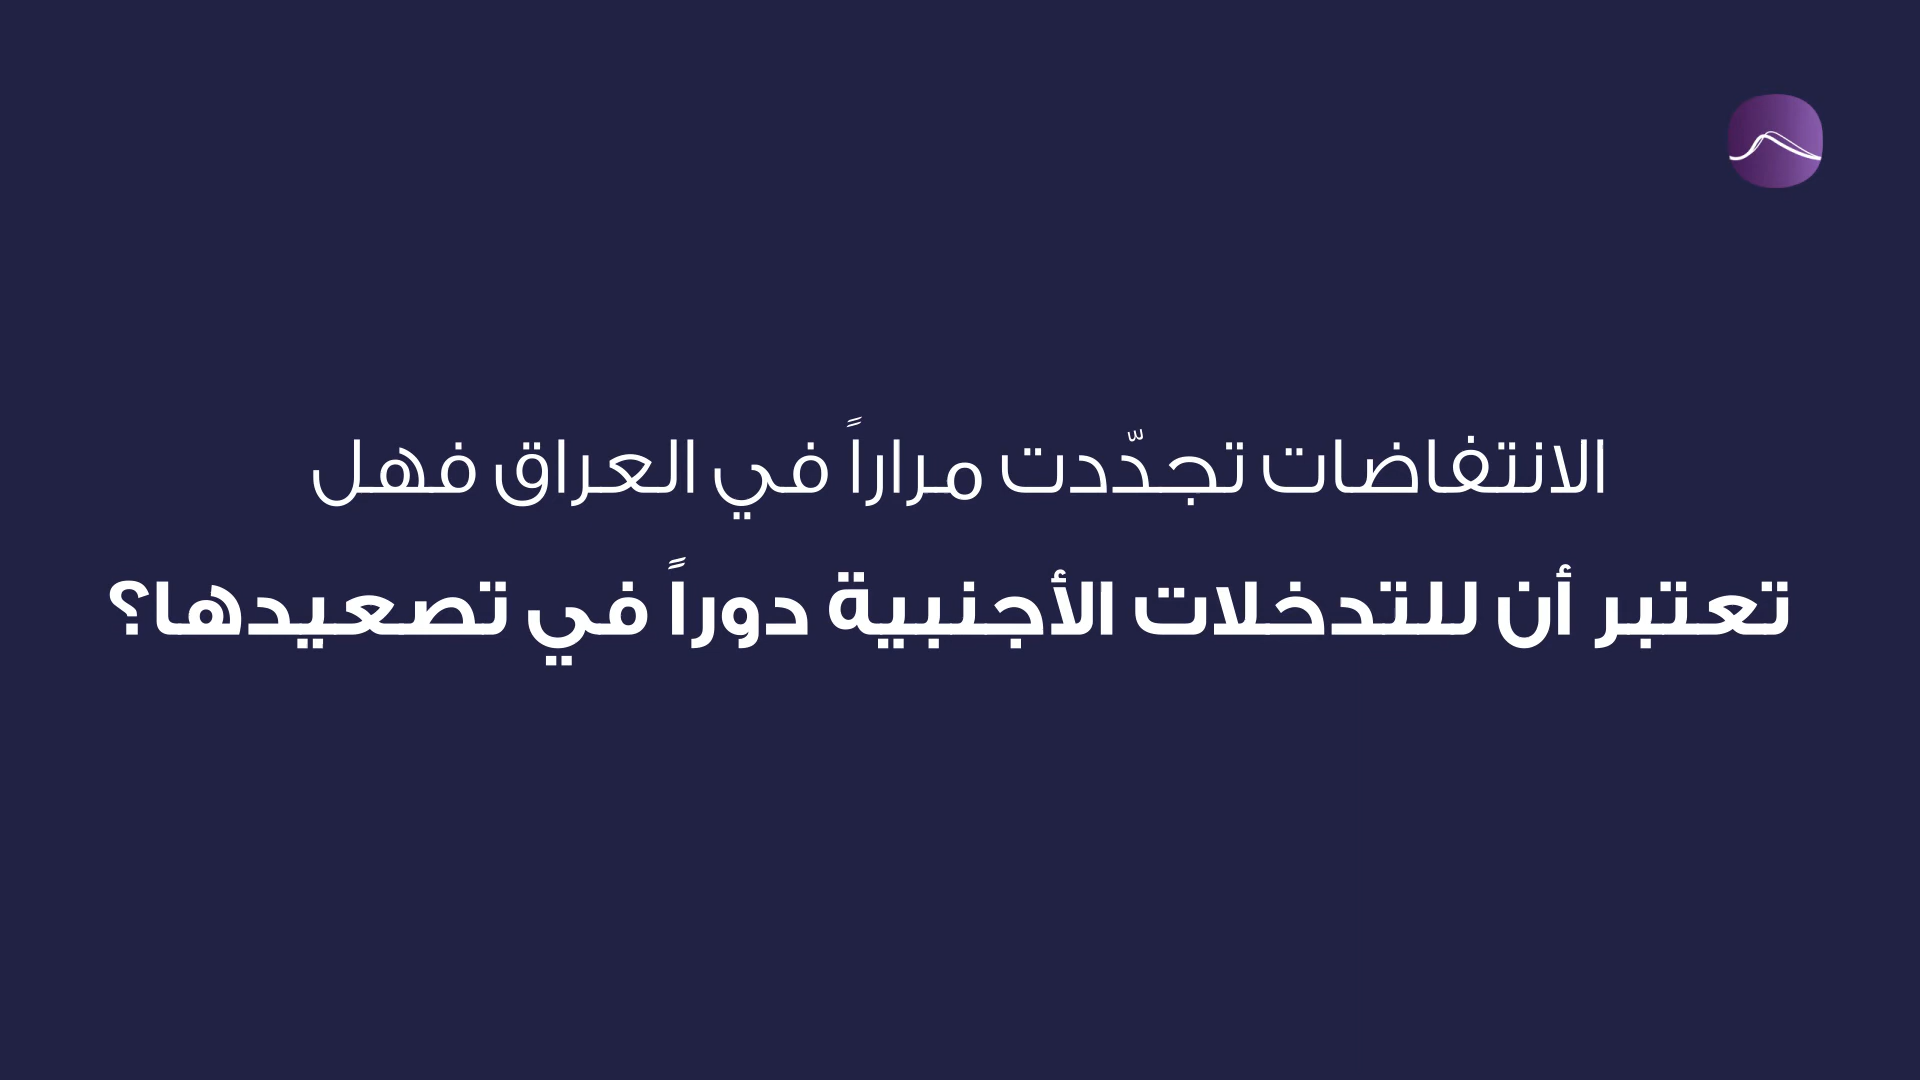 الانتفاضات تجدّدت مراراً في العراق فهل
تعتبر أن للتدخلات الأجنبية دوراً في تصعيدها؟